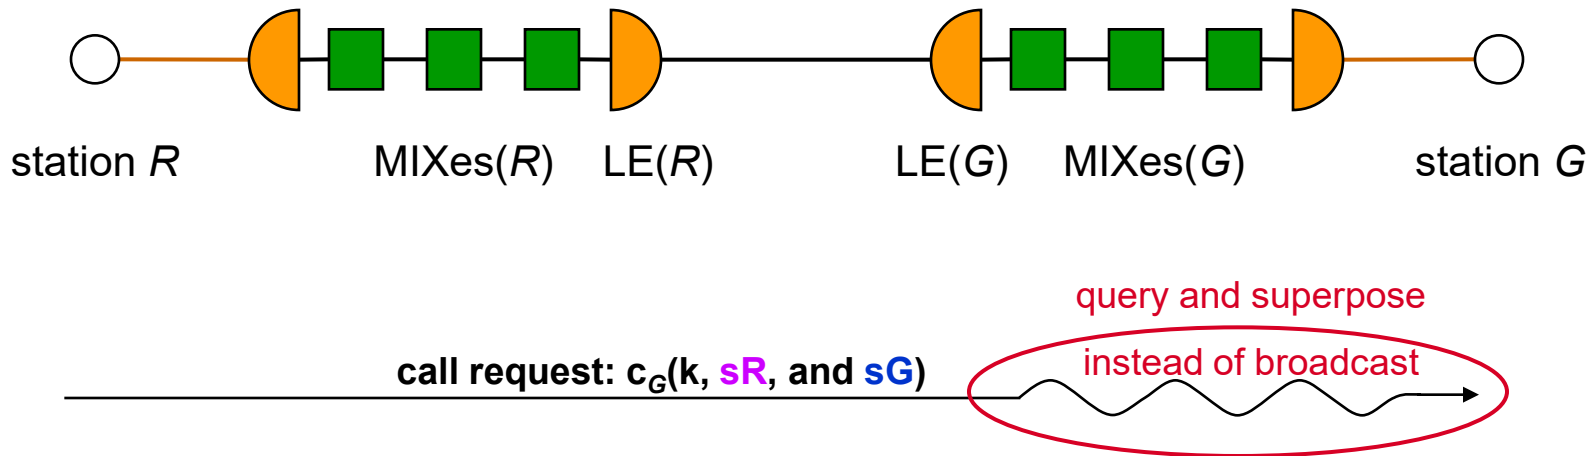 station R MIXes(R) LE(R) LE(G) MIXes(G) station G
query and superpose
instead of broadcast
call request: cG(k, sR, and sG)